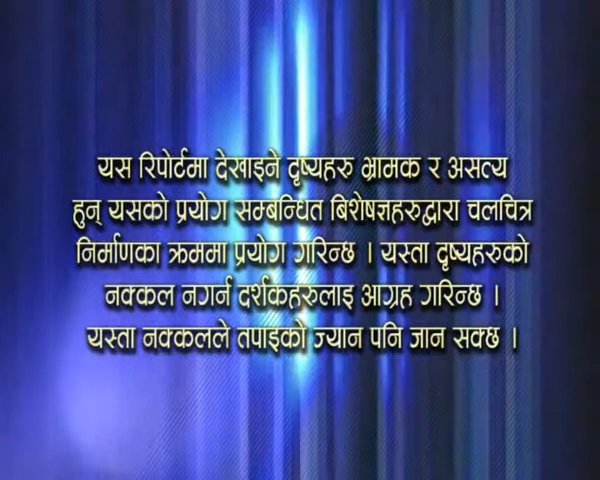 यस रिपोर्टमा देखाइने दृष्यहरु भ्रामक र असत्य
हुन् यसको प्रयोग सम्बन्धित बिशेषज्ञहरुद्वारा चलचित्र
निर्माणका क्रममा प्रयोग गरिन्छ । यस्ता दृष्यहरुको
नक्कल नगर्न दर्शकहरुलाइ आग्रह गरिन्छ ।
यस्ता नक्कलले तपाइको ज्यान पनि जान सक्छ ।